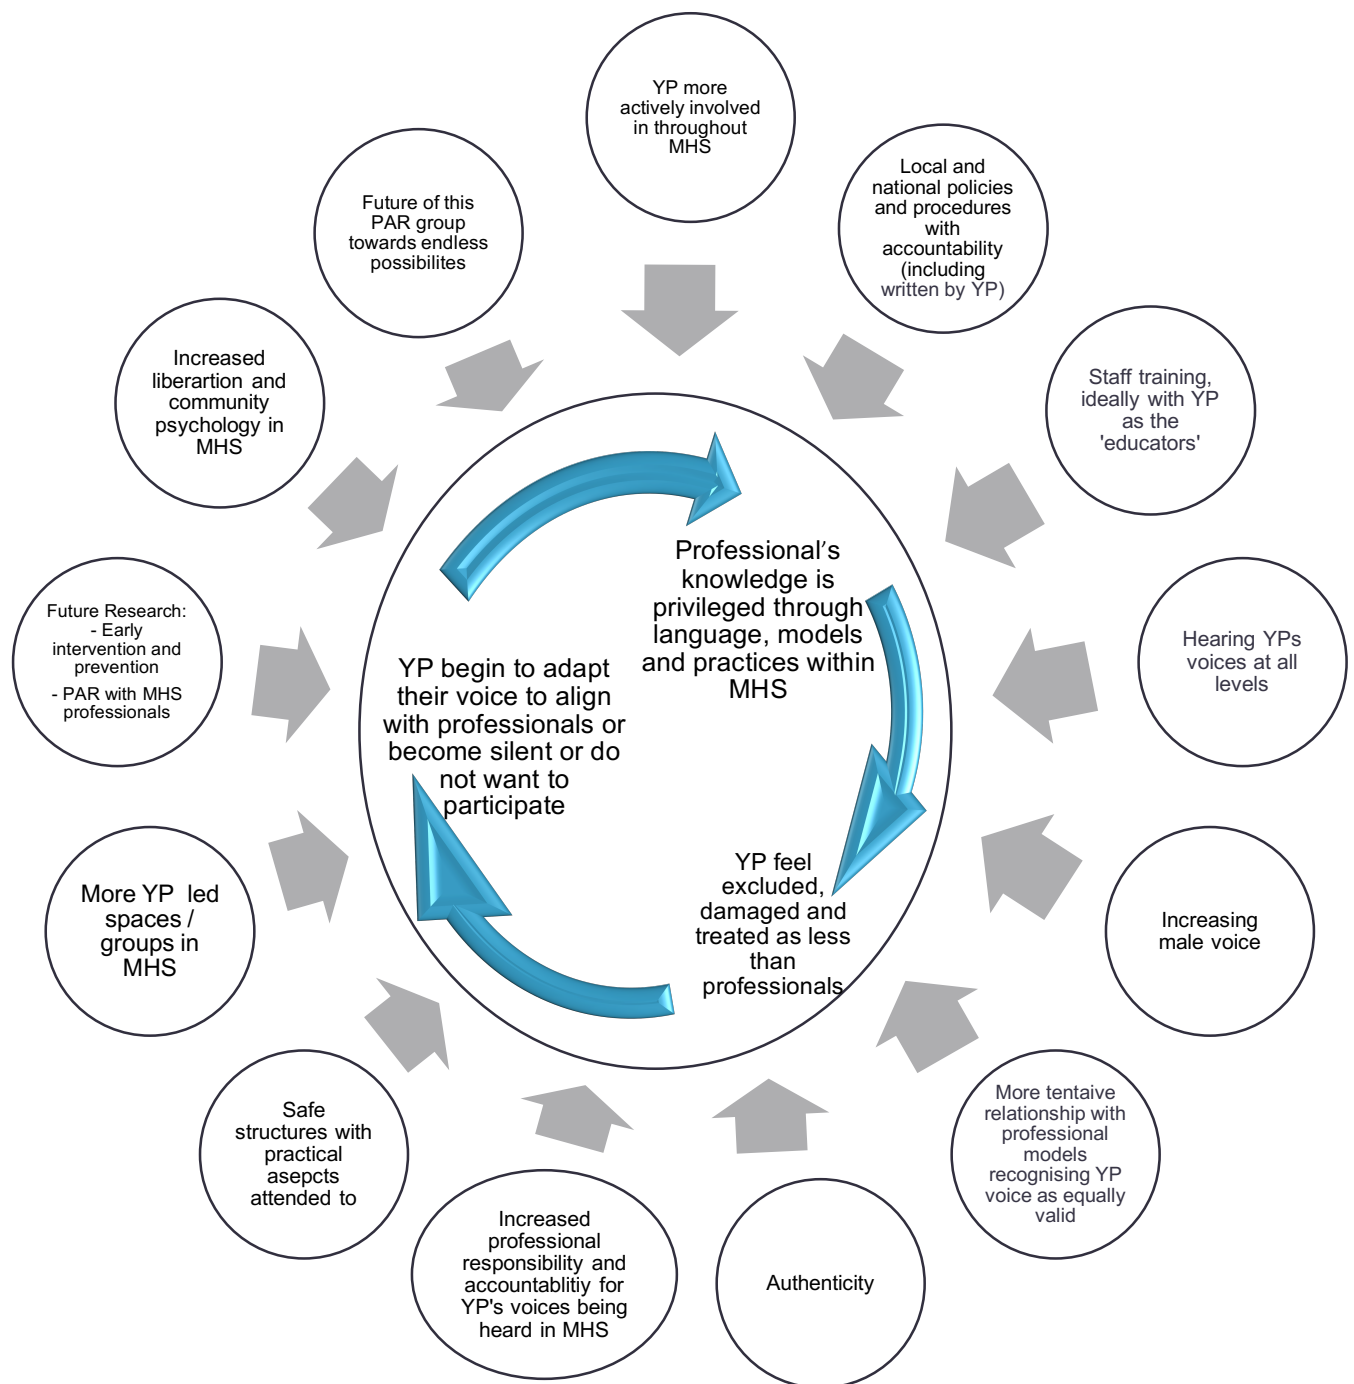 YP more
actively involved
in throughout
MHS
Local and
national policies
and procedures
with
accountability
(including
written by YP)
Staff training,
ideally with YP
as the
'educators'
Hearing YPs
voices at all
levels
Increasing
male voice
More tentaive
relationship with
professional
models
recognising YP
voice as equally
valid
Authenticity
Increased
professional
responsibility and
accountablitiy for
YP's voices being
heard in MHS
Safe
structures with
practical
asepcts
attended to
More YP led
spaces /
groups in
MHS
Future Research:
- Early
intervention and
prevention
- PAR with MHS
professionals
Increased
liberartion and
community
psychology in
MHS
Future of this
PAR group
towards endless
possibilites
Professional's
knowledge is
privileged through
language, models
and practices within
MHS
YP feel
excluded,
damaged and
treated as less
than
professionals
YP begin to adapt
their voice to align
with professionals or
become silent or do
not want to
participate